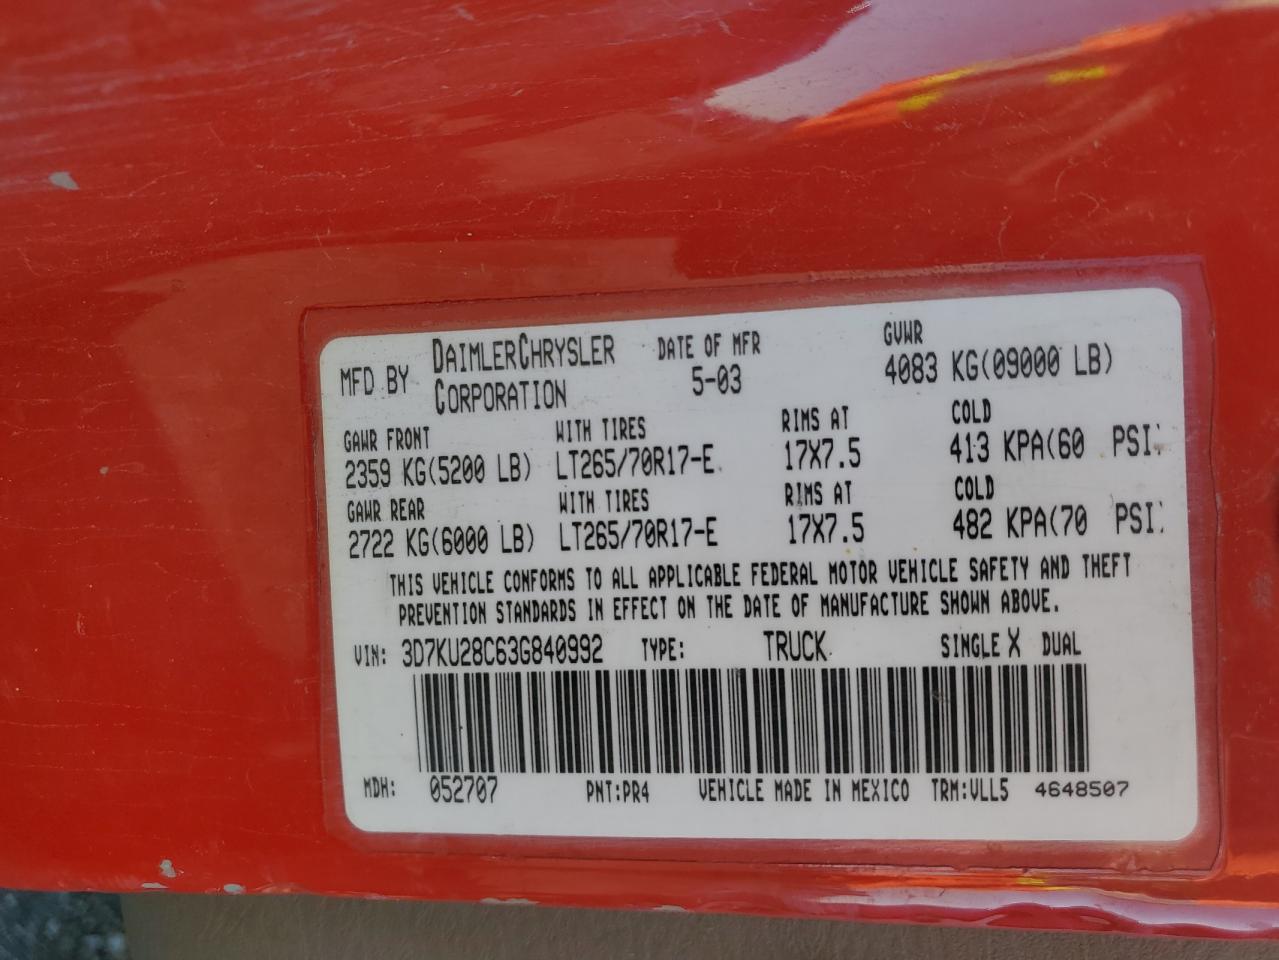 MFD BY DAIMLERCHRYSLER CORPORATION DATE OF MFR 5-03 GVWR 4083 KG(09000 LB)
GAWR FRONT WITH TIRES RIMS AT COLD
2359 KG(5200 LB) LT265/70R17-E 17X7.5 413 KPA(60 PSI)
GAWR REAR WITH TIRES RIMS AT COLD
2722 KG(6000 LB) LT265/70R17-E 17X7.5 482 KPA(70 PSI)
THIS VEHICLE CONFORMS TO ALL APPLICABLE FEDERAL MOTOR VEHICLE SAFETY AND THEFT
PREVENTION STANDARDS IN EFFECT ON THE DATE OF MANUFACTURE SHOWN ABOVE.
VIN: 3D7KU28C63G840992 TYPE: TRUCK SINGLE X DUAL
MDH: 052707 PNT:PR4 VEHICLE MADE IN MEXICO TRM:VLL5 4648507